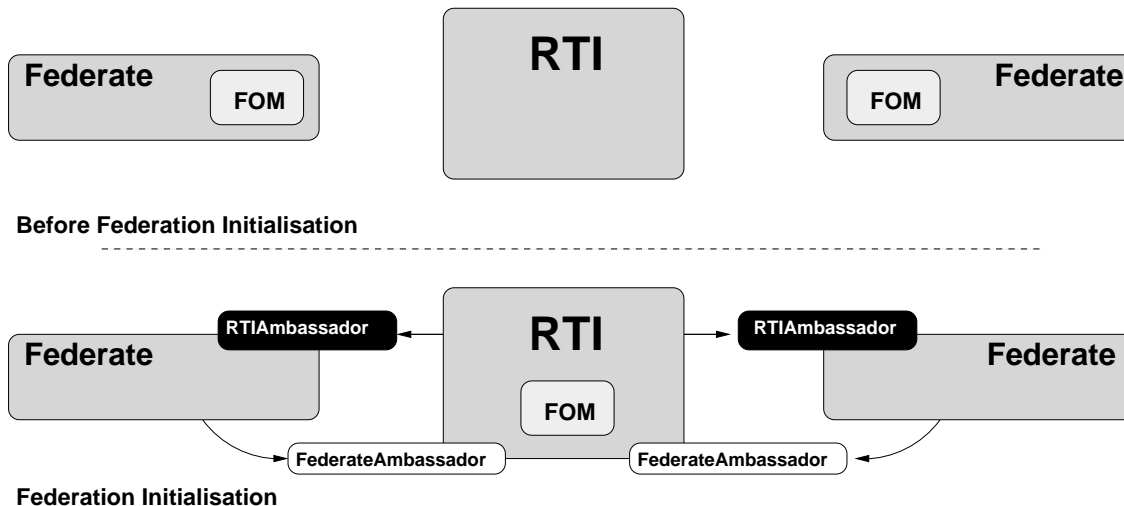 RTI
Federate
FOM
FOM
Federate
Before Federation Initialisation
RTIAmbassador
RTI
RTIAmbassador
Federate
Federate
FOM
FederateAmbassador
FederateAmbassador
Federation Initialisation